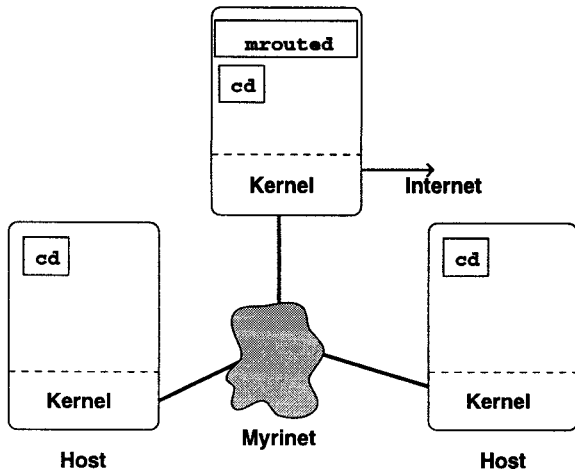 mrouted
cd
Kernel
Internet
cd
cd
Kernel
Kernel
Myrinet
Host
Host